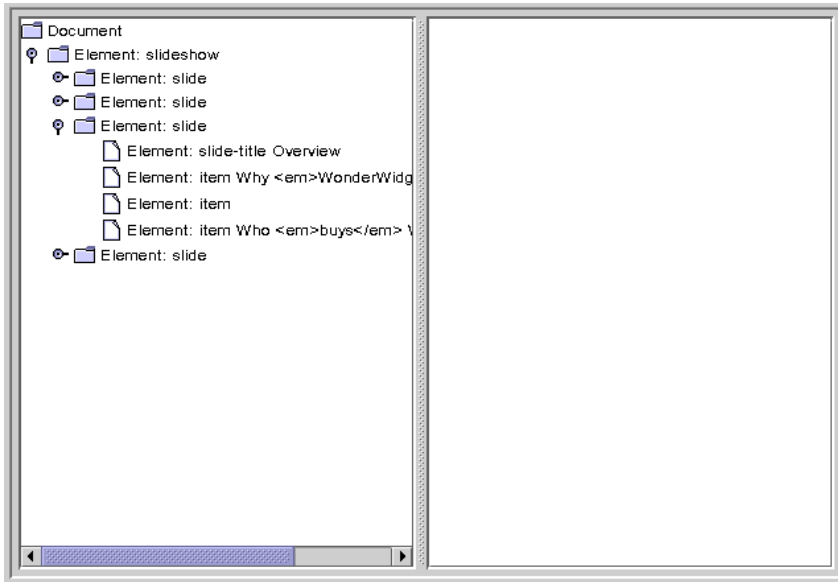 Document
Element: slideshow
Element: slide
Element: slide
Element: slide
Element: slide-title Overview
Element: item Why <em>WonderWidg
Element: item
Element: item Who <em>buys</em>
Element: slide